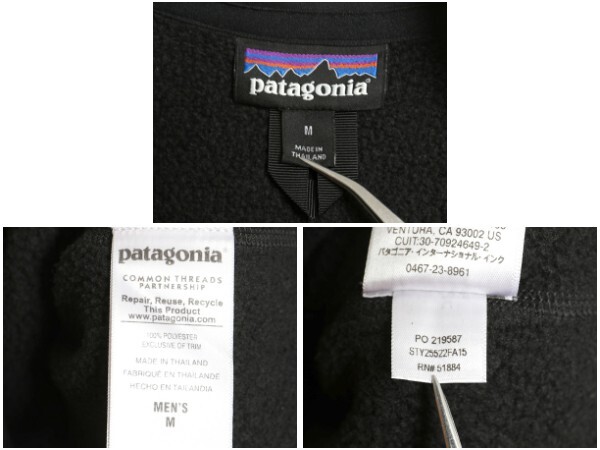 patagonia®
M
MADE IN
THAILAND
patagonia®
COMMON THREADS
PARTNERSHIP
Repair, Reuse, Recycle
This Product
www.patagonia.com
100% POLYESTER
EXCLUSIVE OF TRIM
MADE IN THAILAND
FABRIQUÉ EN THAILANDE
HECHO EN TAILANDIA
MEN'S
M
VENTURA, CA 93002 US
CUIT:30-70924649-2
パタゴニア・インターナショナル・インク
0467-23-8961
PO 219587
STY25522FA15
RN# 51884